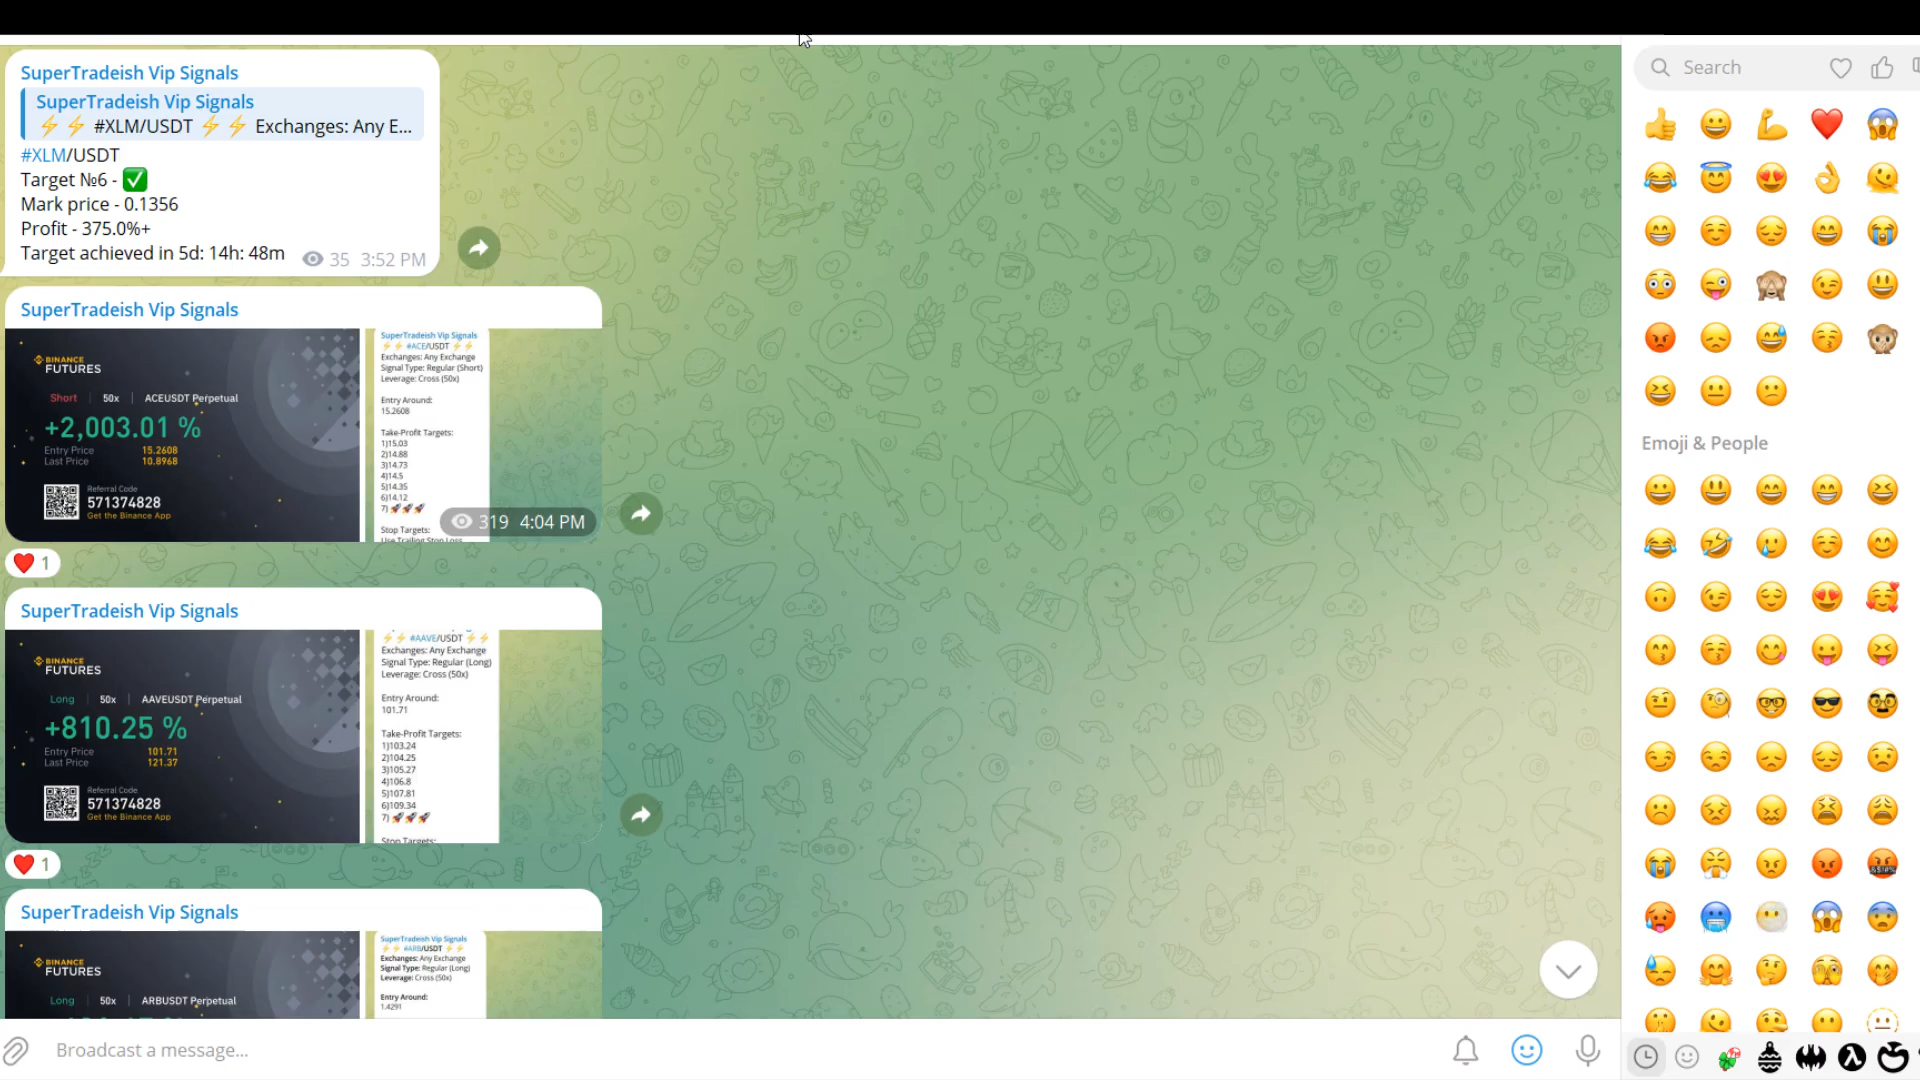 SuperTradeish Vip Signals
SuperTradeish Vip Signals
⚡⚡ #XLM/USDT ⚡⚡ Exchanges: Any E...
#XLM/USDT
Target №6 - ✅
Mark price - 0.1356
Profit - 375.0%+
Target achieved in 5d: 14h: 48m
35 3:52 PM
SuperTradeish Vip Signals
BINANCE
FUTURES
Short | 50x | ACEUSDT Perpetual
+2,003.01 %
Entry Price 15.2608
Last Price 10.8968
Referral Code
571374828
Get the Binance App
SuperTradeish Vip Signals
⚡⚡ #ACE/USDT ⚡⚡
Exchanges: Any Exchange
Signal Type: Regular (Short)
Leverage: Cross (50x)
Entry Around:
15.2608
Take-Profit Targets:
1)15.03
2)14.88
3)14.73
4)14.5
5)14.35
6)14.12
7) 🚀🚀🚀
Stop Targets:
Use Trailing Stop Loss
319 4:04 PM
❤️ 1
SuperTradeish Vip Signals
BINANCE
FUTURES
Long | 50x | AAVEUSDT Perpetual
+810.25 %
Entry Price 101.71
Last Price 121.37
Referral Code
571374828
Get the Binance App
⚡⚡ #AAVE/USDT ⚡⚡
Exchanges: Any Exchange
Signal Type: Regular (Long)
Leverage: Cross (50x)
Entry Around:
101.71
Take-Profit Targets:
1)103.24
2)104.25
3)105.27
4)106.8
5)107.81
6)109.34
7) 🚀🚀🚀
Stop Targets:
❤️ 1
SuperTradeish Vip Signals
BINANCE
FUTURES
Long | 50x | ARBUSDT Perpetual
SuperTradeish Vip Signals
⚡⚡ #ARB/USDT ⚡⚡
Exchanges: Any Exchange
Signal Type: Regular (Long)
Leverage: Cross (50x)
Entry Around:
1.4291
Broadcast a message...
Search
Emoji & People